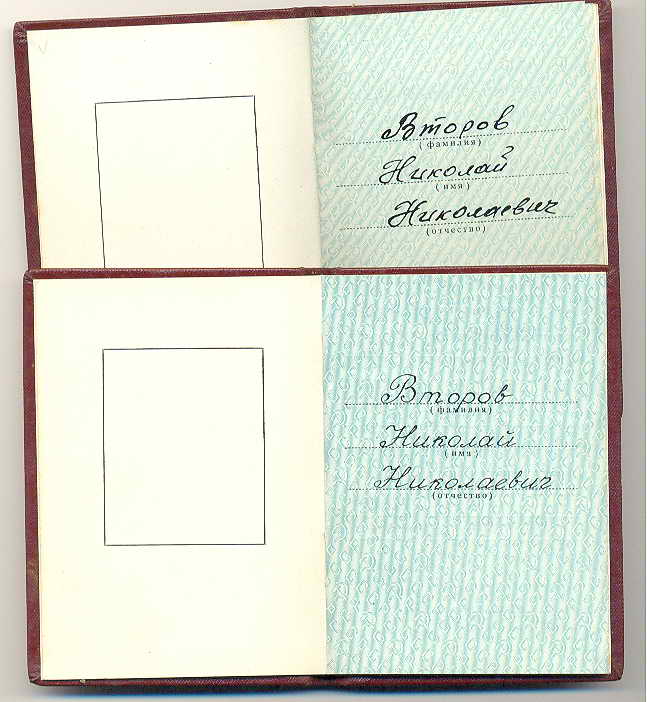 Второв
(фамилия)
Николай
(имя)
Николаевич
(отчество)
Второв
(фамилия)
Николай
(имя)
Николаевич
(отчество)